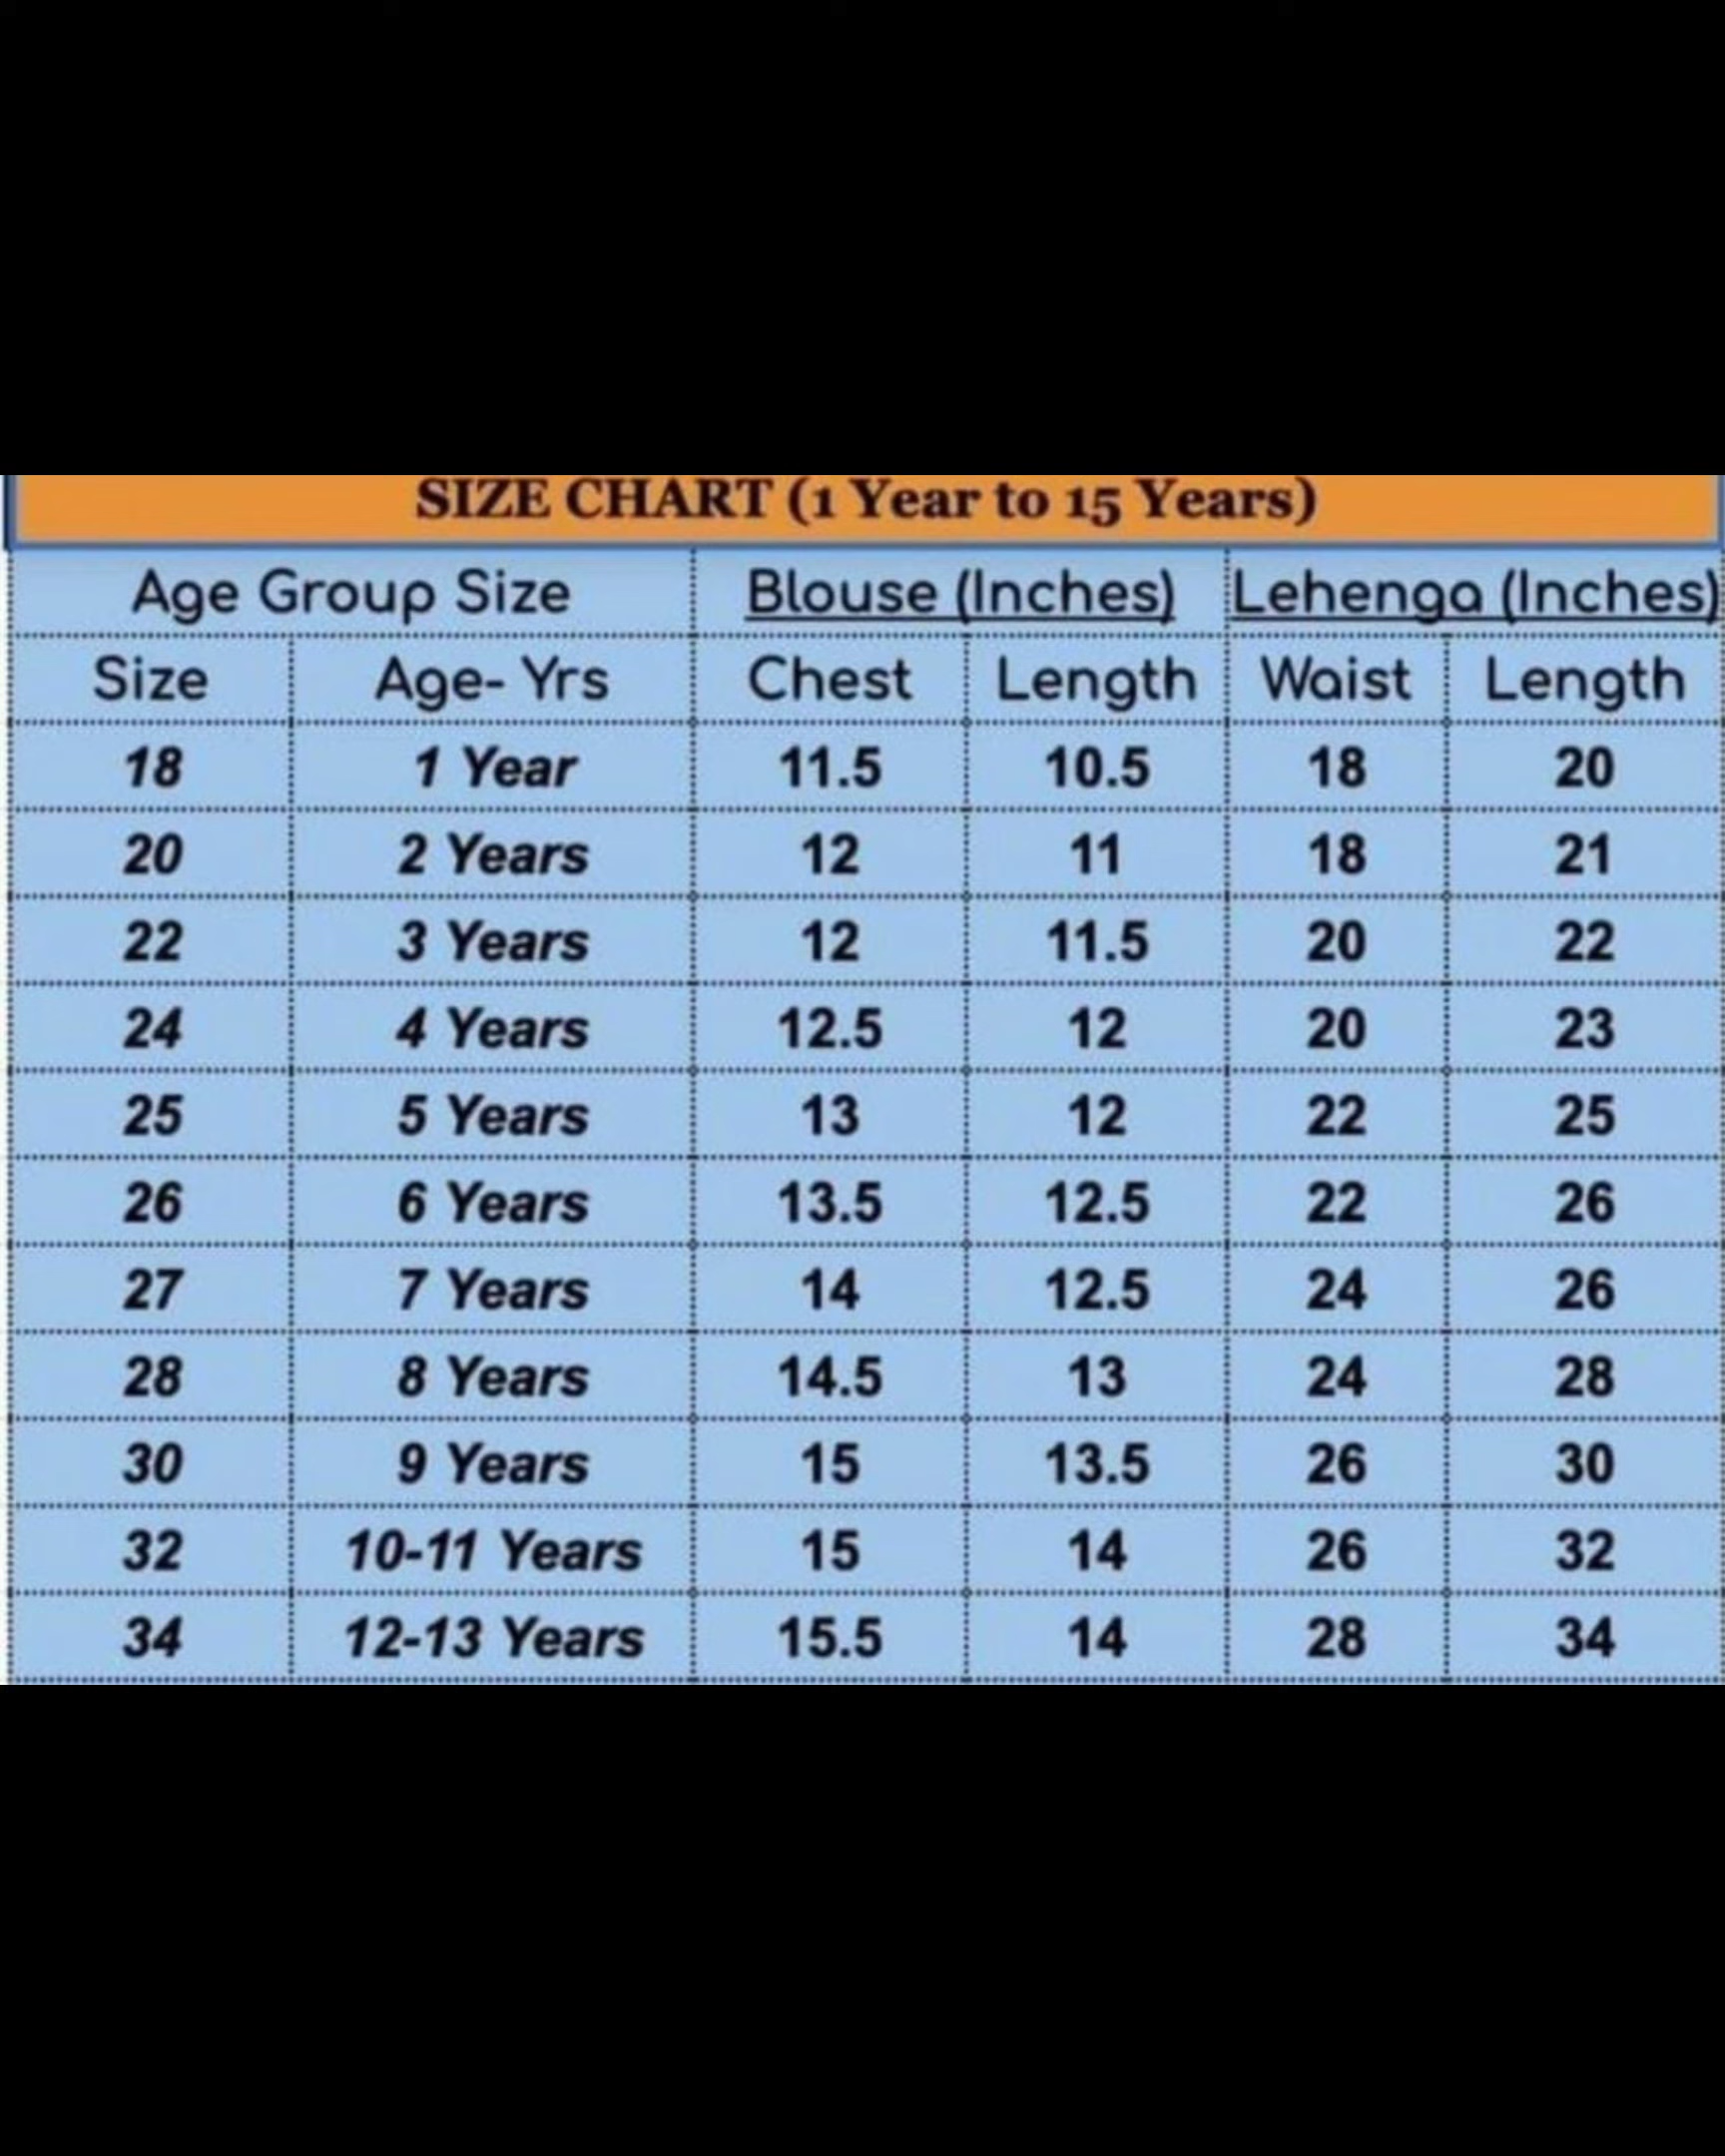 SIZE CHART (1 Year to 15 Years)
Age Group Size Blouse (Inches) Lehenga (Inches)
Size Age- Yrs Chest Length Waist Length
18 1 Year 11.5 10.5 18 20
20 2 Years 12 11 18 21
22 3 Years 12 11.5 20 22
24 4 Years 12.5 12 20 23
25 5 Years 13 12 22 25
26 6 Years 13.5 12.5 22 26
27 7 Years 14 12.5 24 26
28 8 Years 14.5 13 24 28
30 9 Years 15 13.5 26 30
32 10-11 Years 15 14 26 32
34 12-13 Years 15.5 14 28 34